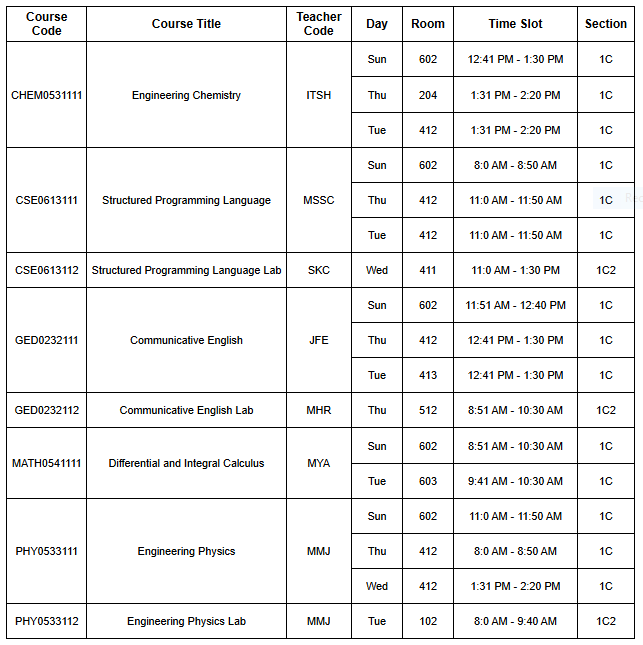 Course Code Course Title Teacher Code Day Room Time Slot Section
CHEM0531111 Engineering Chemistry ITSH Sun 602 12:41 PM - 1:30 PM 1C
Thu 204 1:31 PM - 2:20 PM 1C
Tue 412 1:31 PM - 2:20 PM 1C
CSE0613111 Structured Programming Language MSSC Sun 602 8:0 AM - 8:50 AM 1C
Thu 412 11:0 AM - 11:50 AM 1C
Tue 412 11:0 AM - 11:50 AM 1C
CSE0613112 Structured Programming Language Lab SKC Wed 411 11:0 AM - 1:30 PM 1C2
GED0232111 Communicative English JFE Sun 602 11:51 AM - 12:40 PM 1C
Thu 412 12:41 PM - 1:30 PM 1C
Tue 413 12:41 PM - 1:30 PM 1C
GED0232112 Communicative English Lab MHR Thu 512 8:51 AM - 10:30 AM 1C2
MATH0541111 Differential and Integral Calculus MYA Sun 602 8:51 AM - 10:30 AM 1C
Tue 603 9:41 AM - 10:30 AM 1C
PHY0533111 Engineering Physics MMJ Sun 602 11:0 AM - 11:50 AM 1C
Thu 412 8:0 AM - 8:50 AM 1C
Wed 412 1:31 PM - 2:20 PM 1C
PHY0533112 Engineering Physics Lab MMJ Tue 102 8:0 AM - 9:40 AM 1C2